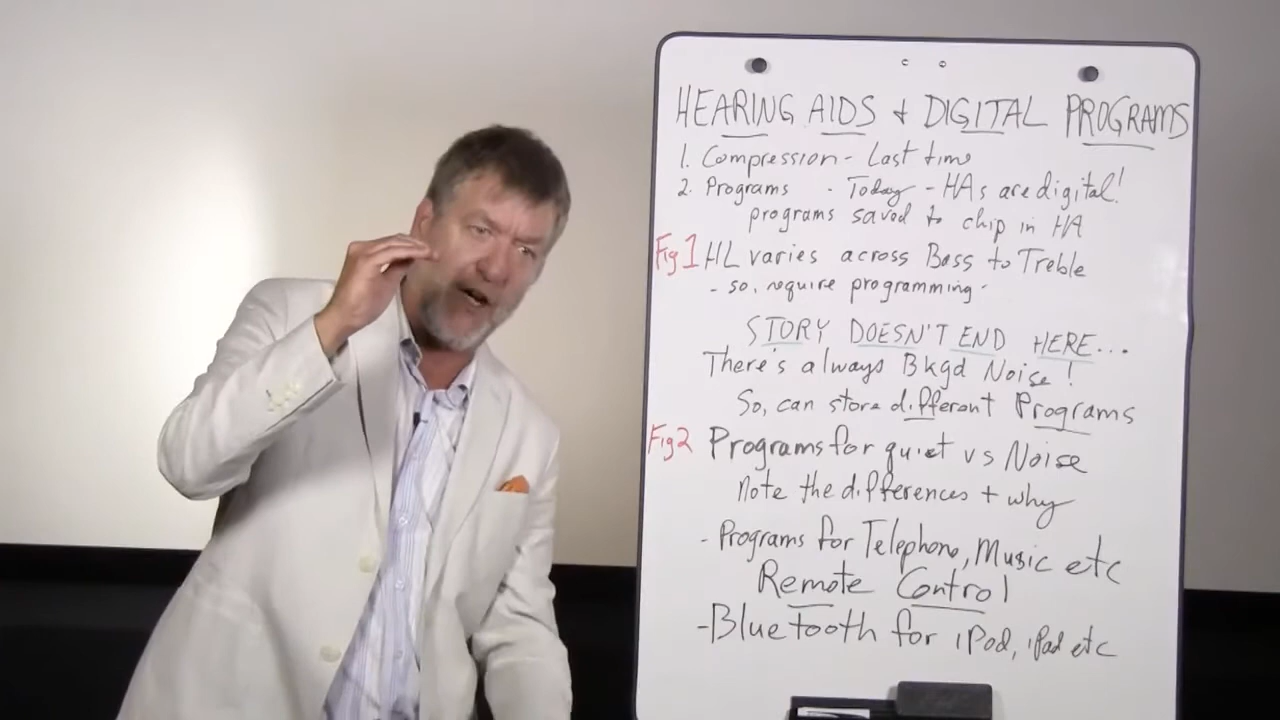 HEARING AIDS + DIGITAL PROGRAMS
1. Compression - Last time
2. Programs - Today - HAs are digital!
programs saved to chip in HA
Fig 1 HL varies across Bass to Treble
- so, require programming.
STORY DOESN'T END HERE...
There's always Bkgd Noise!
So, can store different Programs
Fig 2 Programs for quiet vs Noise
Note the differences + why
- Programs for Telephone, Music etc
Remote Control
- Bluetooth for iPod, iPad etc